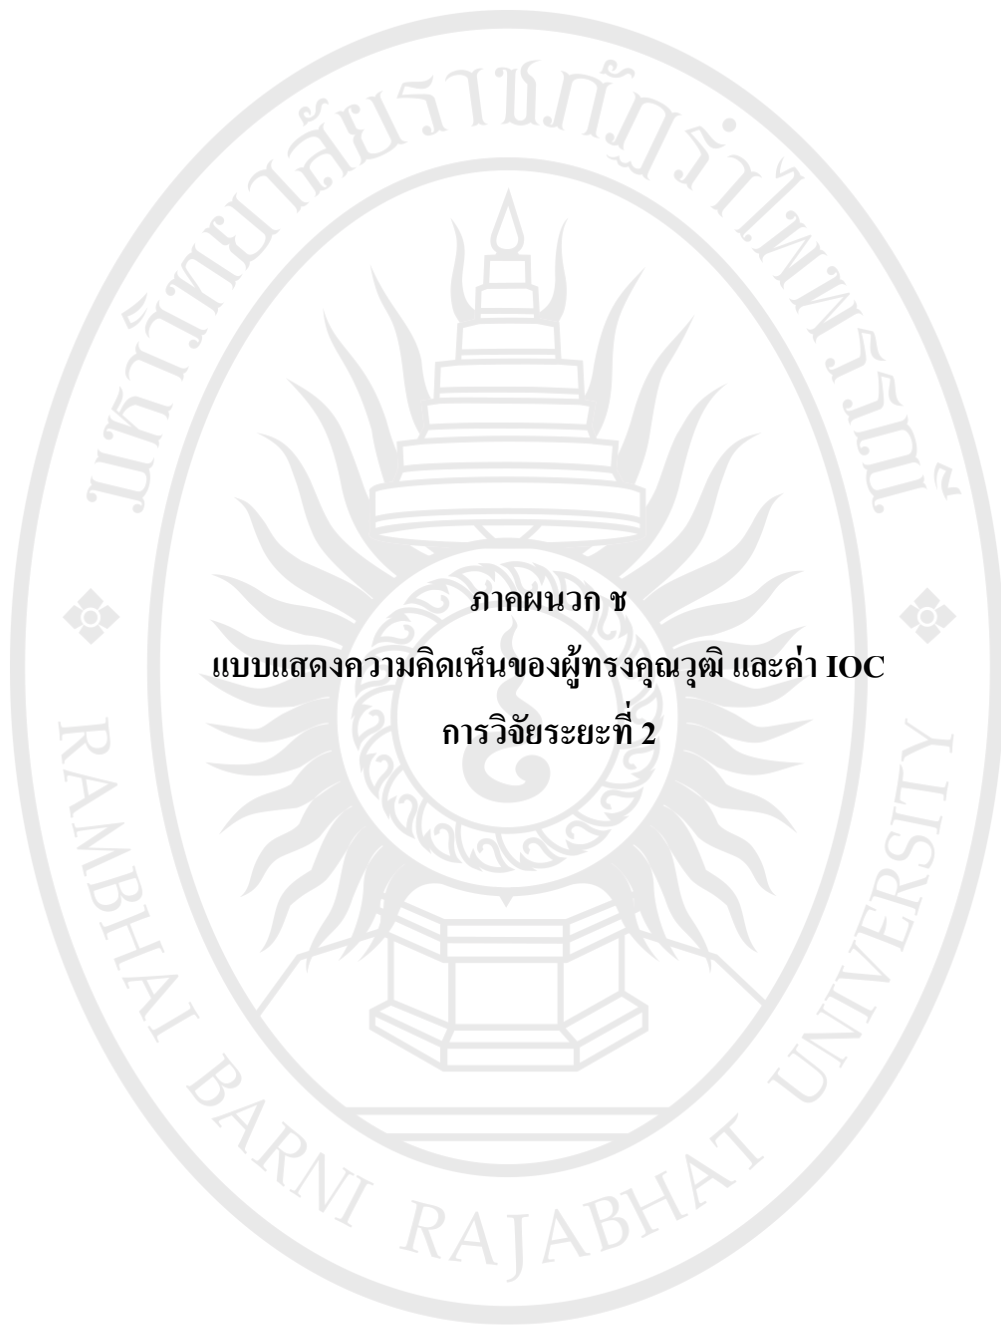 มหาวิทยาลัยราชภัฏรำไพพรรณี
ภาคผนวก ช
แบบแสดงความคิดเห็นของผู้ทรงคุณวุฒิ และค่า IOC
การวิจัยระยะที่ 2
RAMBHAI BARNI RAJABHAT UNIVERSITY